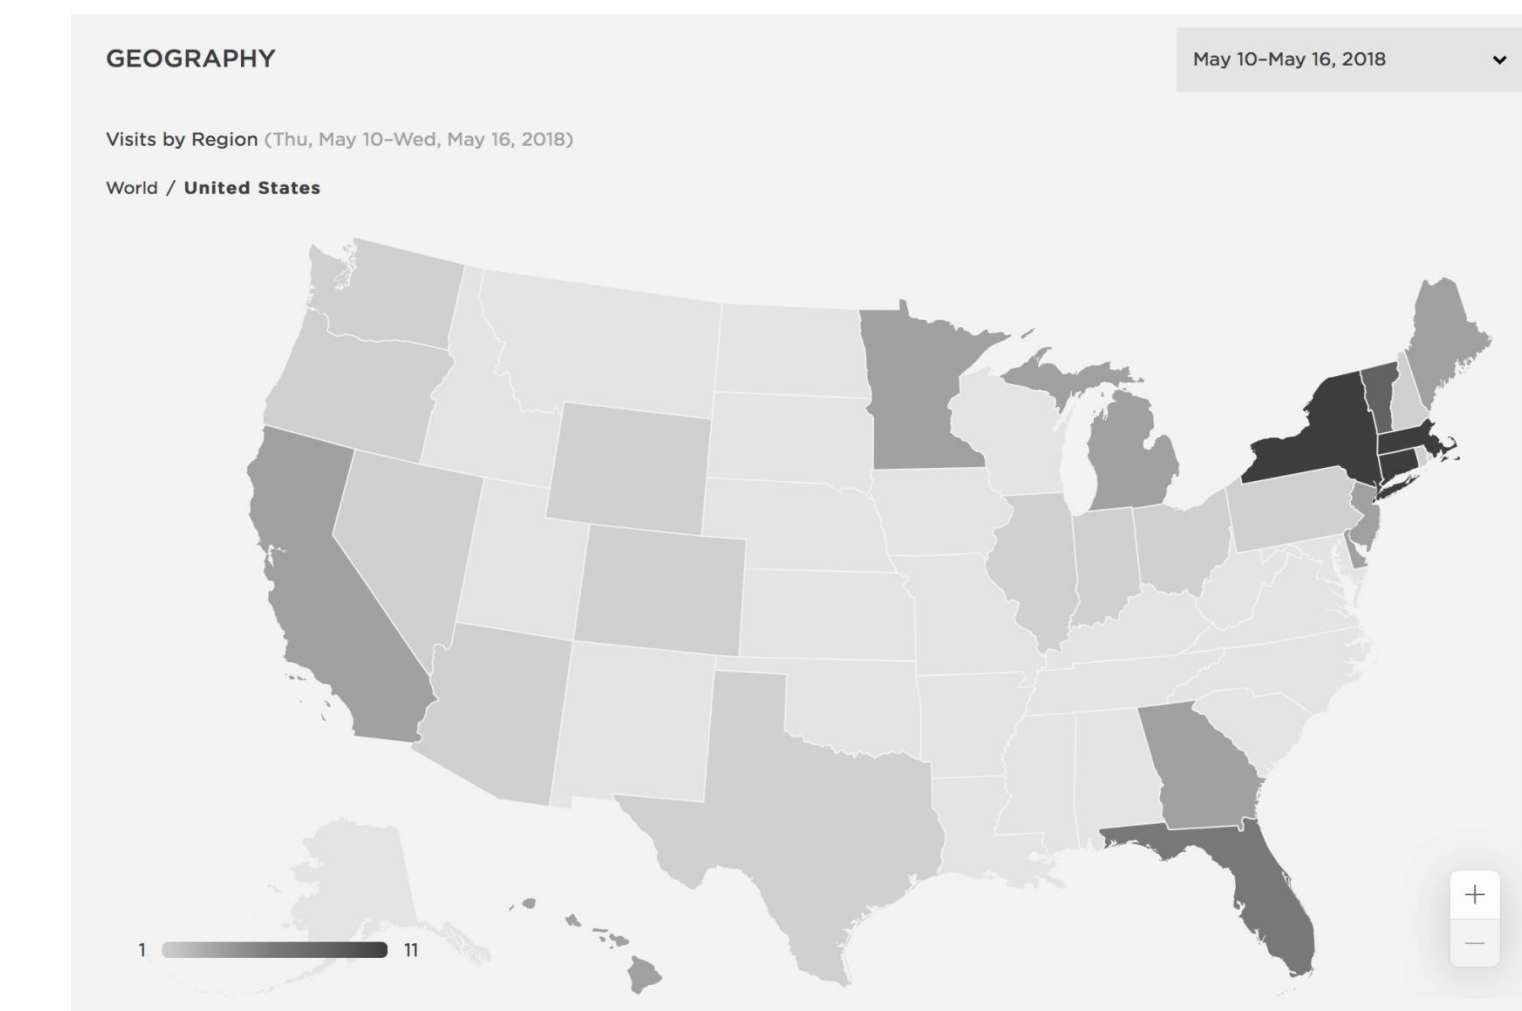 GEOGRAPHY
May 10–May 16, 2018
Visits by Region (Thu, May 10–Wed, May 16, 2018)
World / United States
1
11
+
−